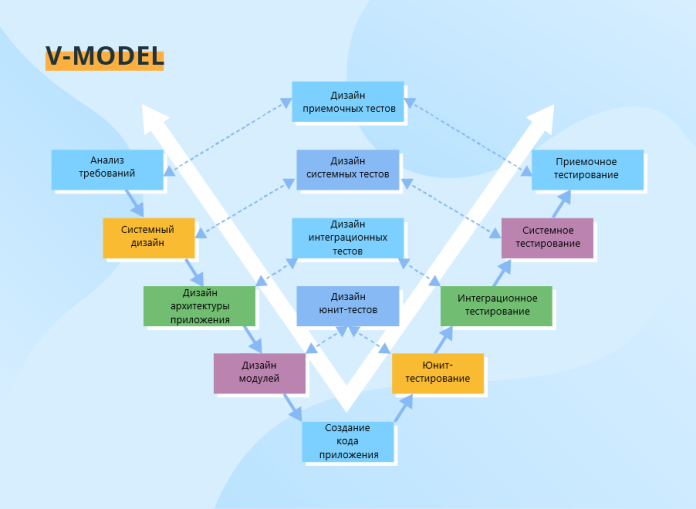 V-MODEL
Дизайн
приемочных тестов
Анализ
требований
Дизайн
системных тестов
Приемочное
тестирование
Системный
дизайн
Дизайн
интеграционных
тестов
Системное
тестирование
Дизайн
архитектуры
приложения
Дизайн
юнит-тестов
Интеграционное
тестирование
Дизайн
модулей
Юнит-
тестирование
Создание
кода
приложения